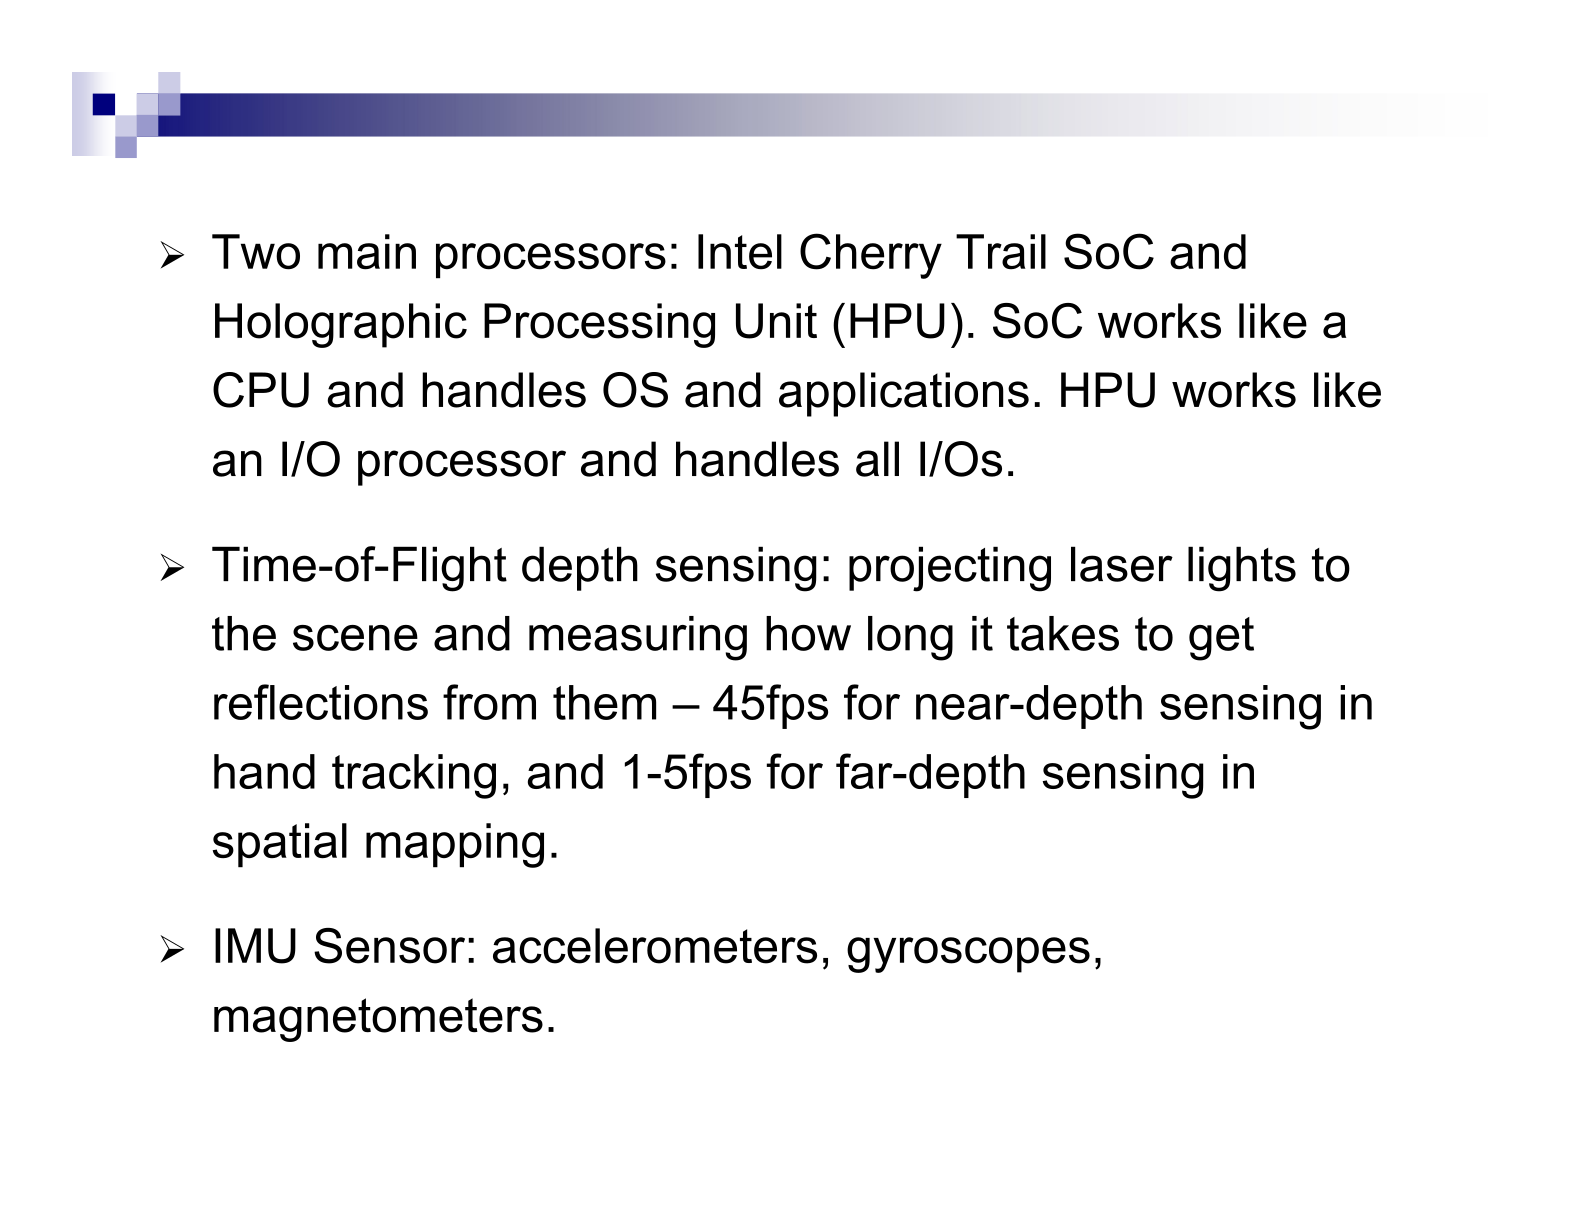 Two main processors: Intel Cherry Trail SoC and
Holographic Processing Unit (HPU). SoC works like a
CPU and handles OS and applications. HPU works like
an I/O processor and handles all I/Os.
Time-of-Flight depth sensing: projecting laser lights to
the scene and measuring how long it takes to get
reflections from them – 45fps for near-depth sensing in
hand tracking, and 1-5fps for far-depth sensing in
spatial mapping.
IMU Sensor: accelerometers, gyroscopes,
magnetometers.